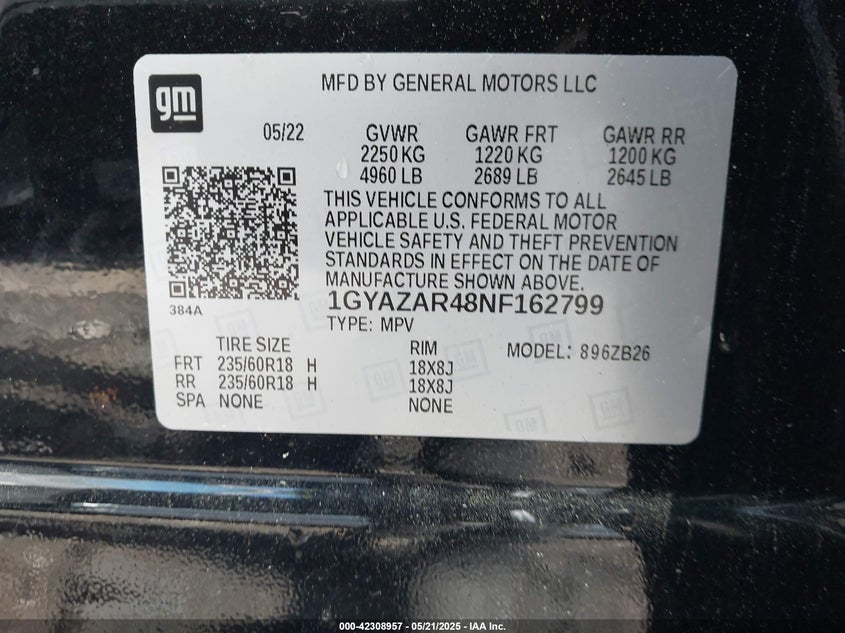 gm
MFD BY GENERAL MOTORS LLC
05/22 GVWR GAWR FRT GAWR RR
2250 KG 1220 KG 1200 KG
4960 LB 2689 LB 2645 LB
THIS VEHICLE CONFORMS TO ALL
APPLICABLE U.S. FEDERAL MOTOR
VEHICLE SAFETY AND THEFT PREVENTION
STANDARDS IN EFFECT ON THE DATE OF
MANUFACTURE SHOWN ABOVE.
384A
1GYAZAR48NF162799
TYPE: MPV
TIRE SIZE RIM MODEL: 896ZB26
FRT 235/60R18 H 18X8J
RR 235/60R18 H 18X8J
SPA NONE NONE
000-42308957 - 05/21/2025 - IAA Inc.